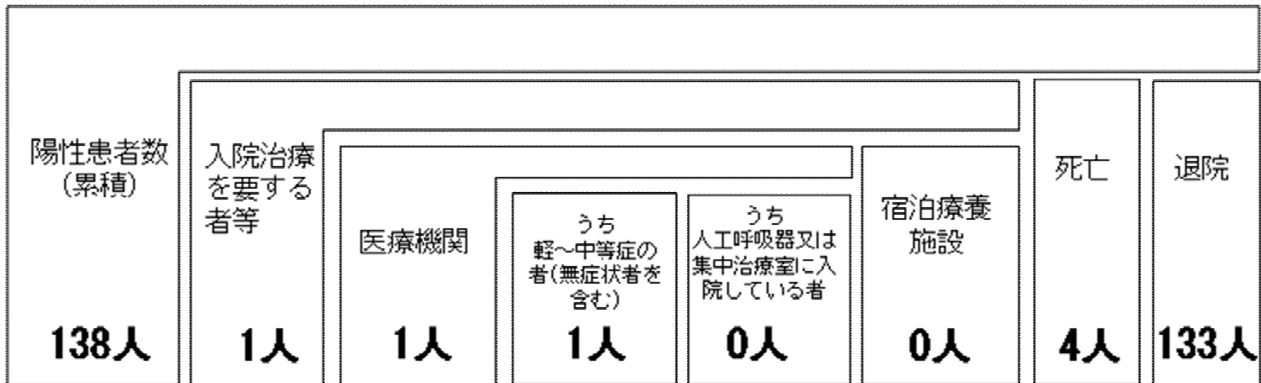 陽性患者数
(累積)
138人
入院治療
を要する
者等
1人
医療機関
1人
うち
軽～中等症の
者(無症状者を
含む)
1人
うち
人工呼吸器又は
集中治療室に入
院している者
0人
宿泊療養
施設
0人
死亡
4人
退院
133人